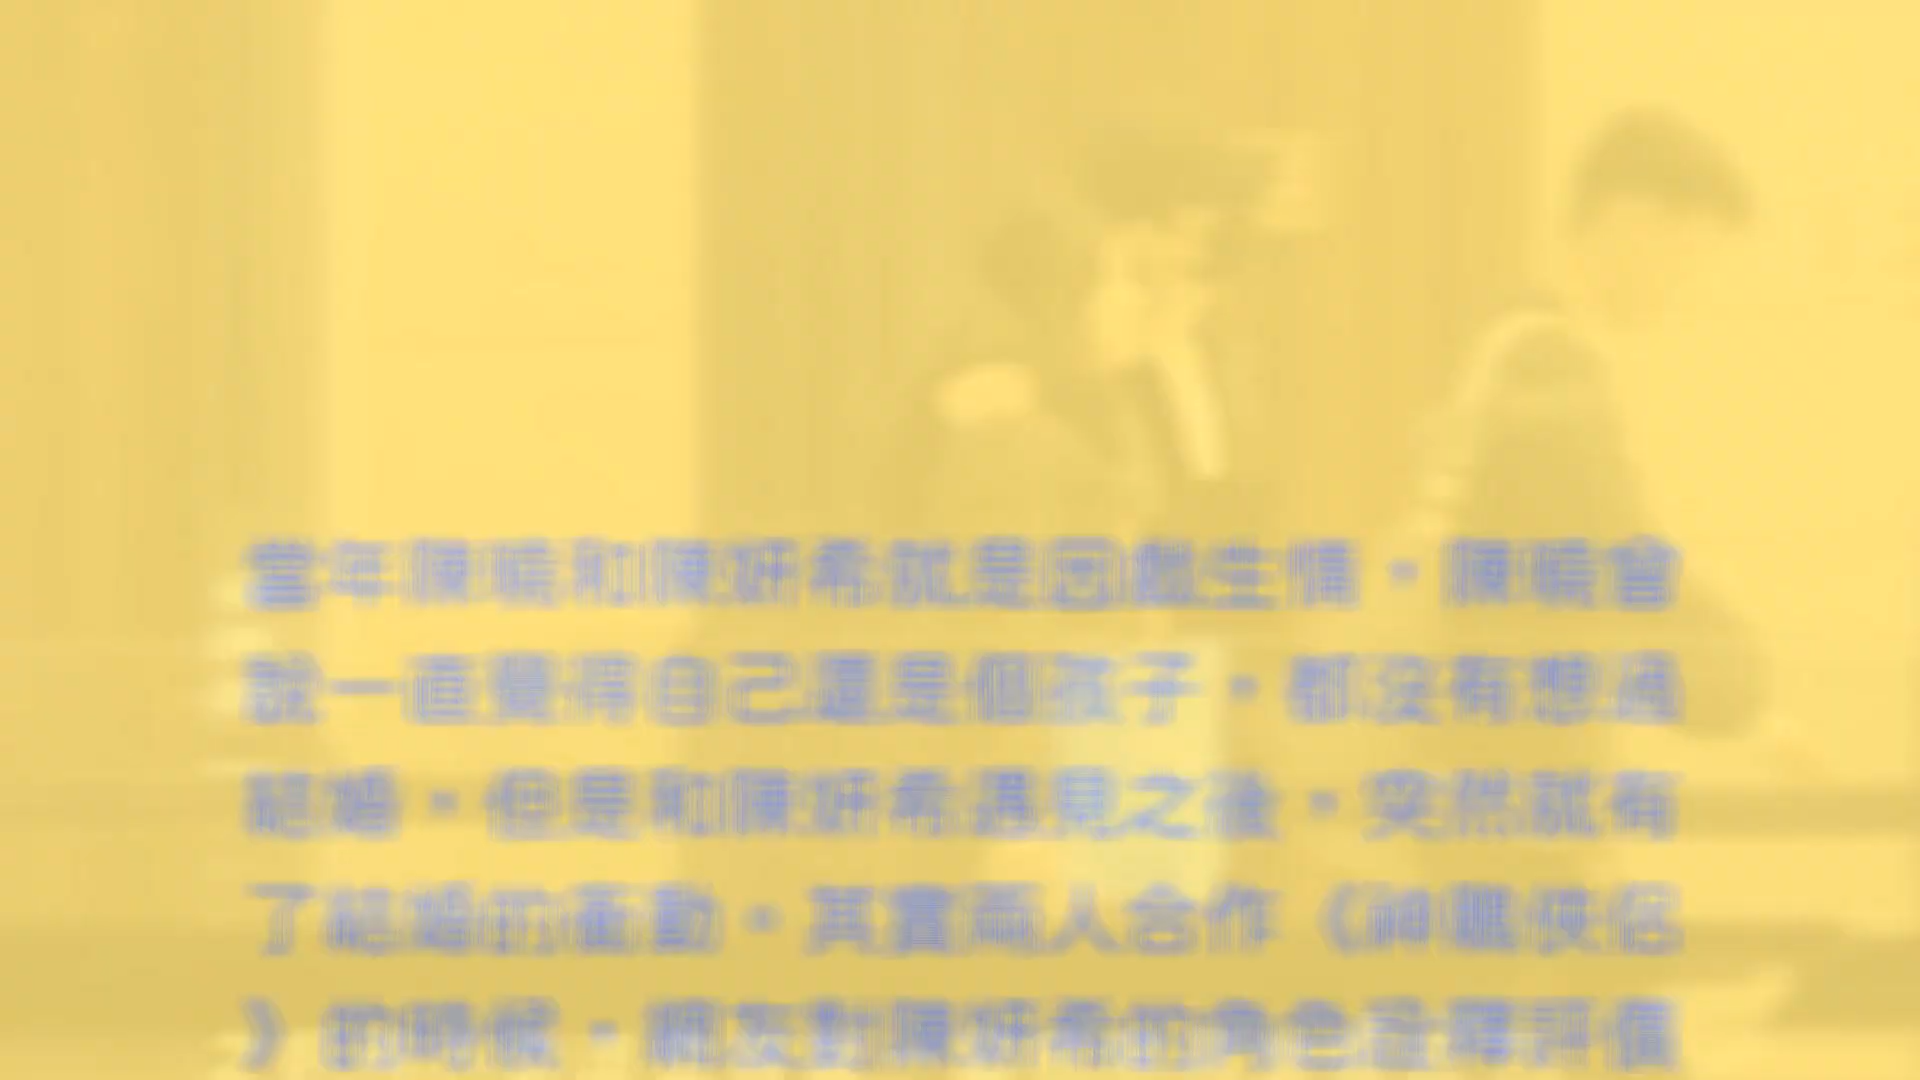 當年陳曉和陳妍希就是因戲生情，陳曉曾
說一直覺得自己還是個孩子，都沒有想過
結婚，但是和陳妍希遇見之後，突然就有
了結婚的衝動，其實兩人合作《神鵰俠侶
》的時候，網友對陳妍希的角色詮釋評價